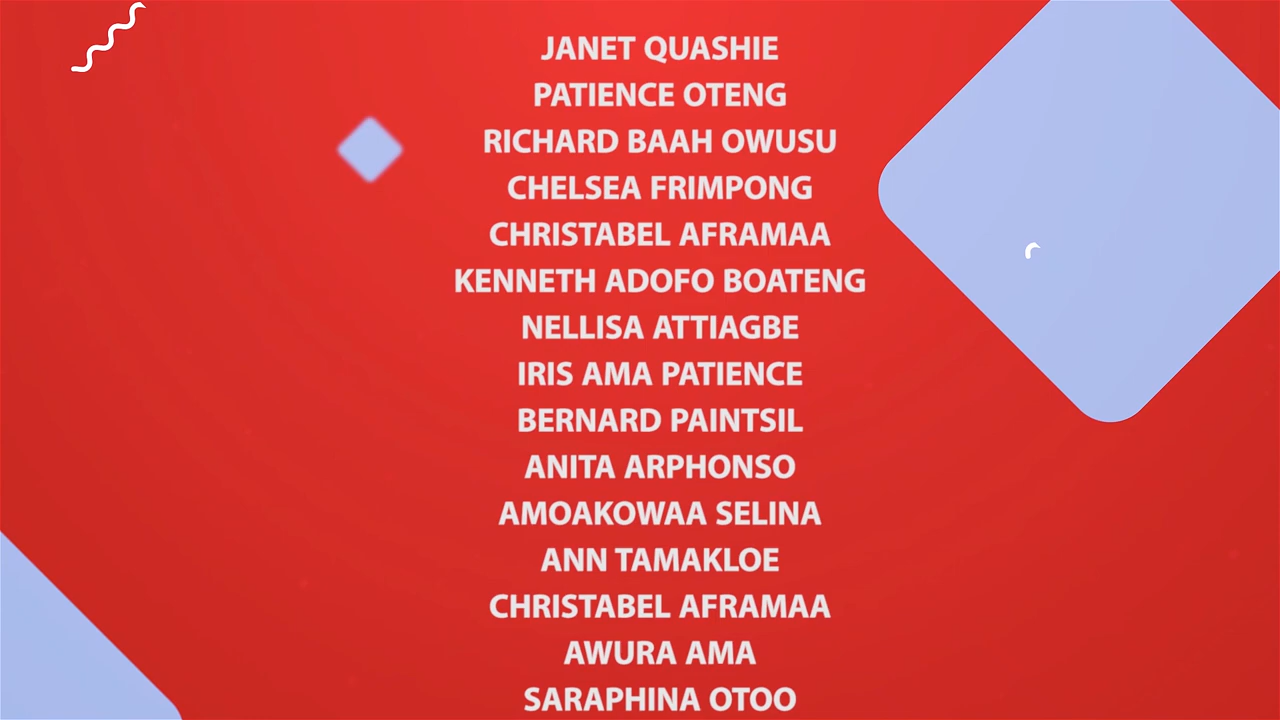 JANET QUASHIE
PATIENCE OTENG
RICHARD BAAH OWUSU
CHELSEA FRIMPONG
CHRISTABEL AFRAMAA
KENNETH ADOFO BOATENG
NELLISA ATTIAGBE
IRIS AMA PATIENCE
BERNARD PAINTSIL
ANITA ARPHONSO
AMOAKOWAA SELINA
ANN TAMAKLOE
CHRISTABEL AFRAMAA
AWURA AMA
SARAPHINA OTOO